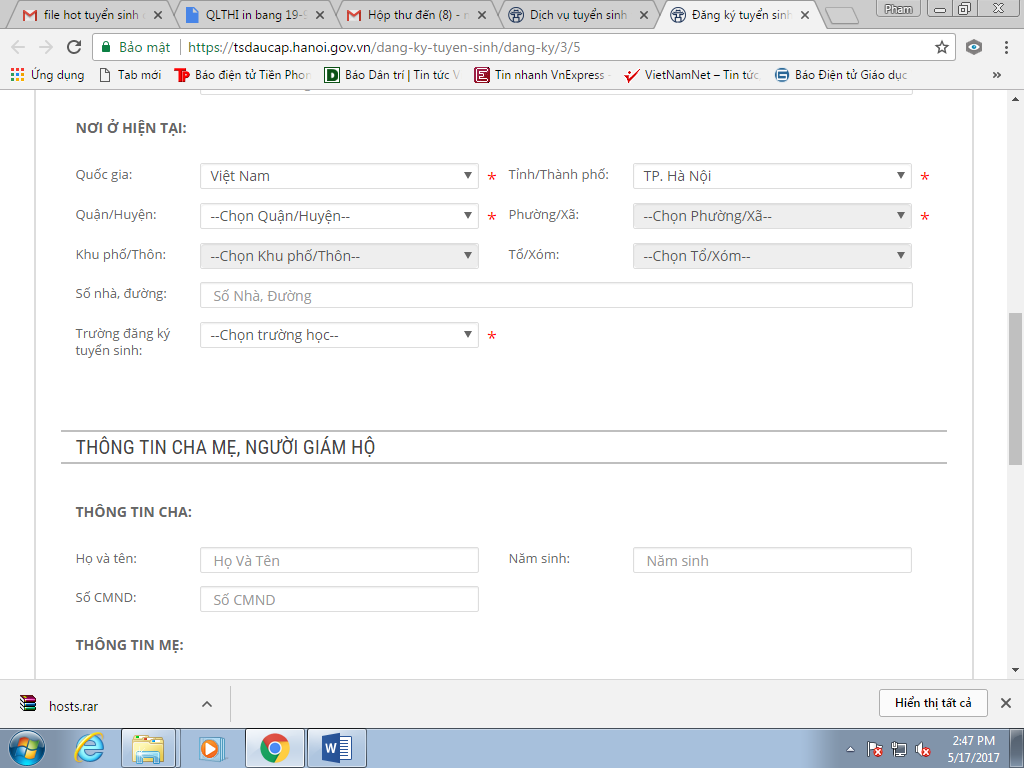 file hot tuyển sinh
QLTHI in bang 19-
Hộp thư đến (8) -
Dịch vụ tuyển sinh
Đăng ký tuyển sinh
Pham
Bảo mật
https://tsdaucap.hanoi.gov.vn/dang-ky-tuyen-sinh/dang-ky/3/5
Ứng dụng
Tab mới
Báo điện tử Tiền Phon
Báo Dân trí | Tin tức V
Tin nhanh VnExpress
VietNamNet – Tin tức
Báo Điện tử Giáo dục
»
NƠI Ở HIỆN TẠI:
Quốc gia: Việt Nam * Tỉnh/Thành phố: TP. Hà Nội *
Quận/Huyện: --Chọn Quận/Huyện-- * Phường/Xã: --Chọn Phường/Xã-- *
Khu phố/Thôn: --Chọn Khu phố/Thôn-- Tổ/Xóm: --Chọn Tổ/Xóm--
Số nhà, đường: Số Nhà, Đường
Trường đăng ký --Chọn trường học-- *
tuyển sinh:
THÔNG TIN CHA MẸ, NGƯỜI GIÁM HỘ
THÔNG TIN CHA:
Họ và tên: Họ Và Tên Năm sinh: Năm sinh
Số CMND: Số CMND
THÔNG TIN MẸ:
hosts.rar
Hiển thị tất cả
2:47 PM
5/17/2017